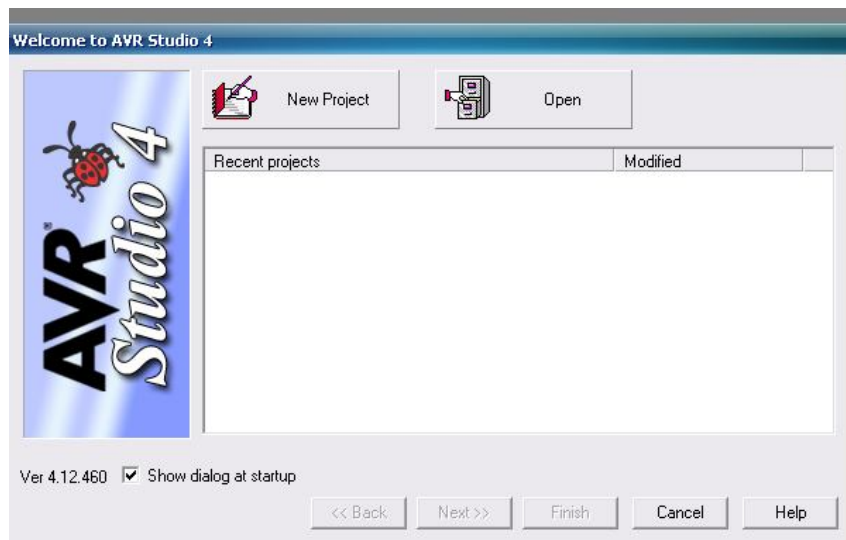 Welcome to AVR Studio 4
New Project
Open
AVR®
Studio 4
Recent projects
Modified
Ver 4.12.460
Show dialog at startup
<< Back
Next >>
Finish
Cancel
Help